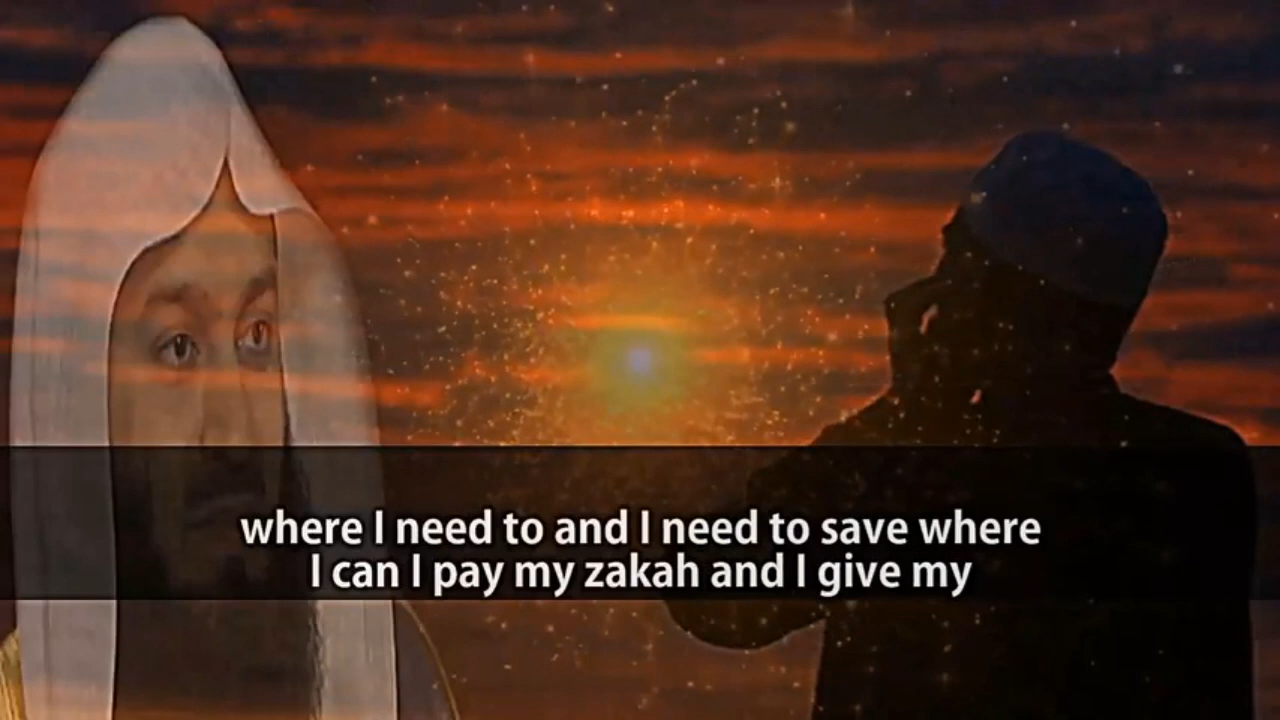 where I need to and I need to save where
I can I pay my zakah and I give my